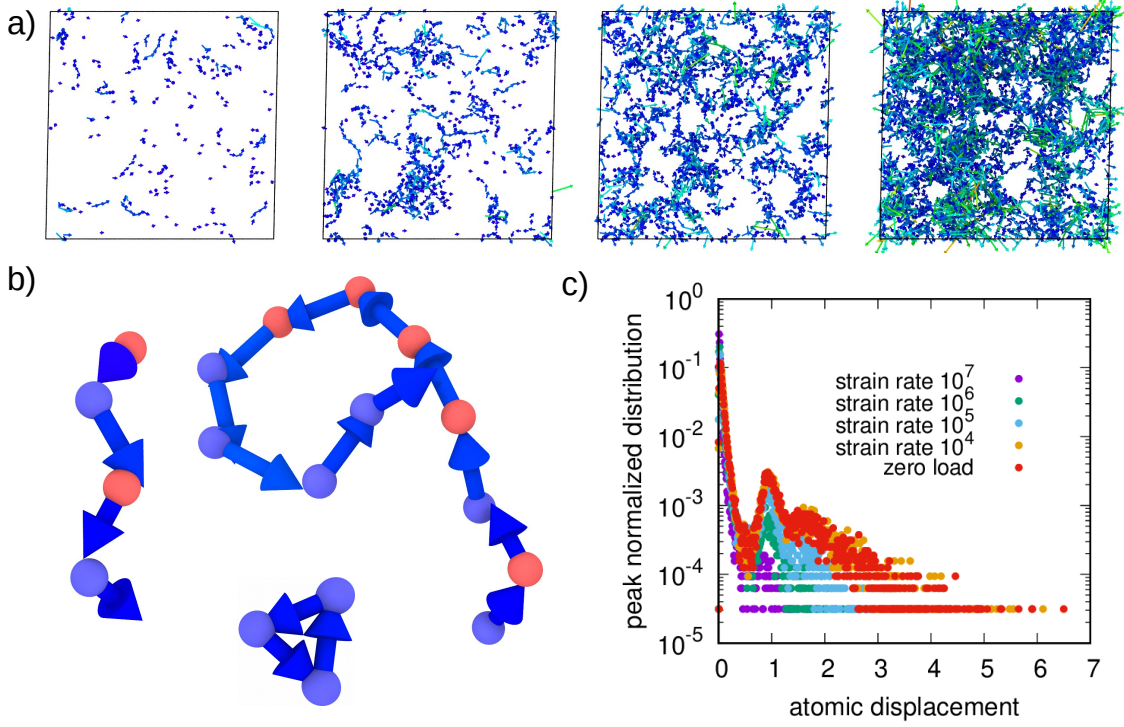 a)
b)
c)
peak normalized distribution
10^0
10^-1
10^-2
10^-3
10^-4
10^-5
strain rate 10^7
strain rate 10^6
strain rate 10^5
strain rate 10^4
zero load
0 1 2 3 4 5 6 7
atomic displacement